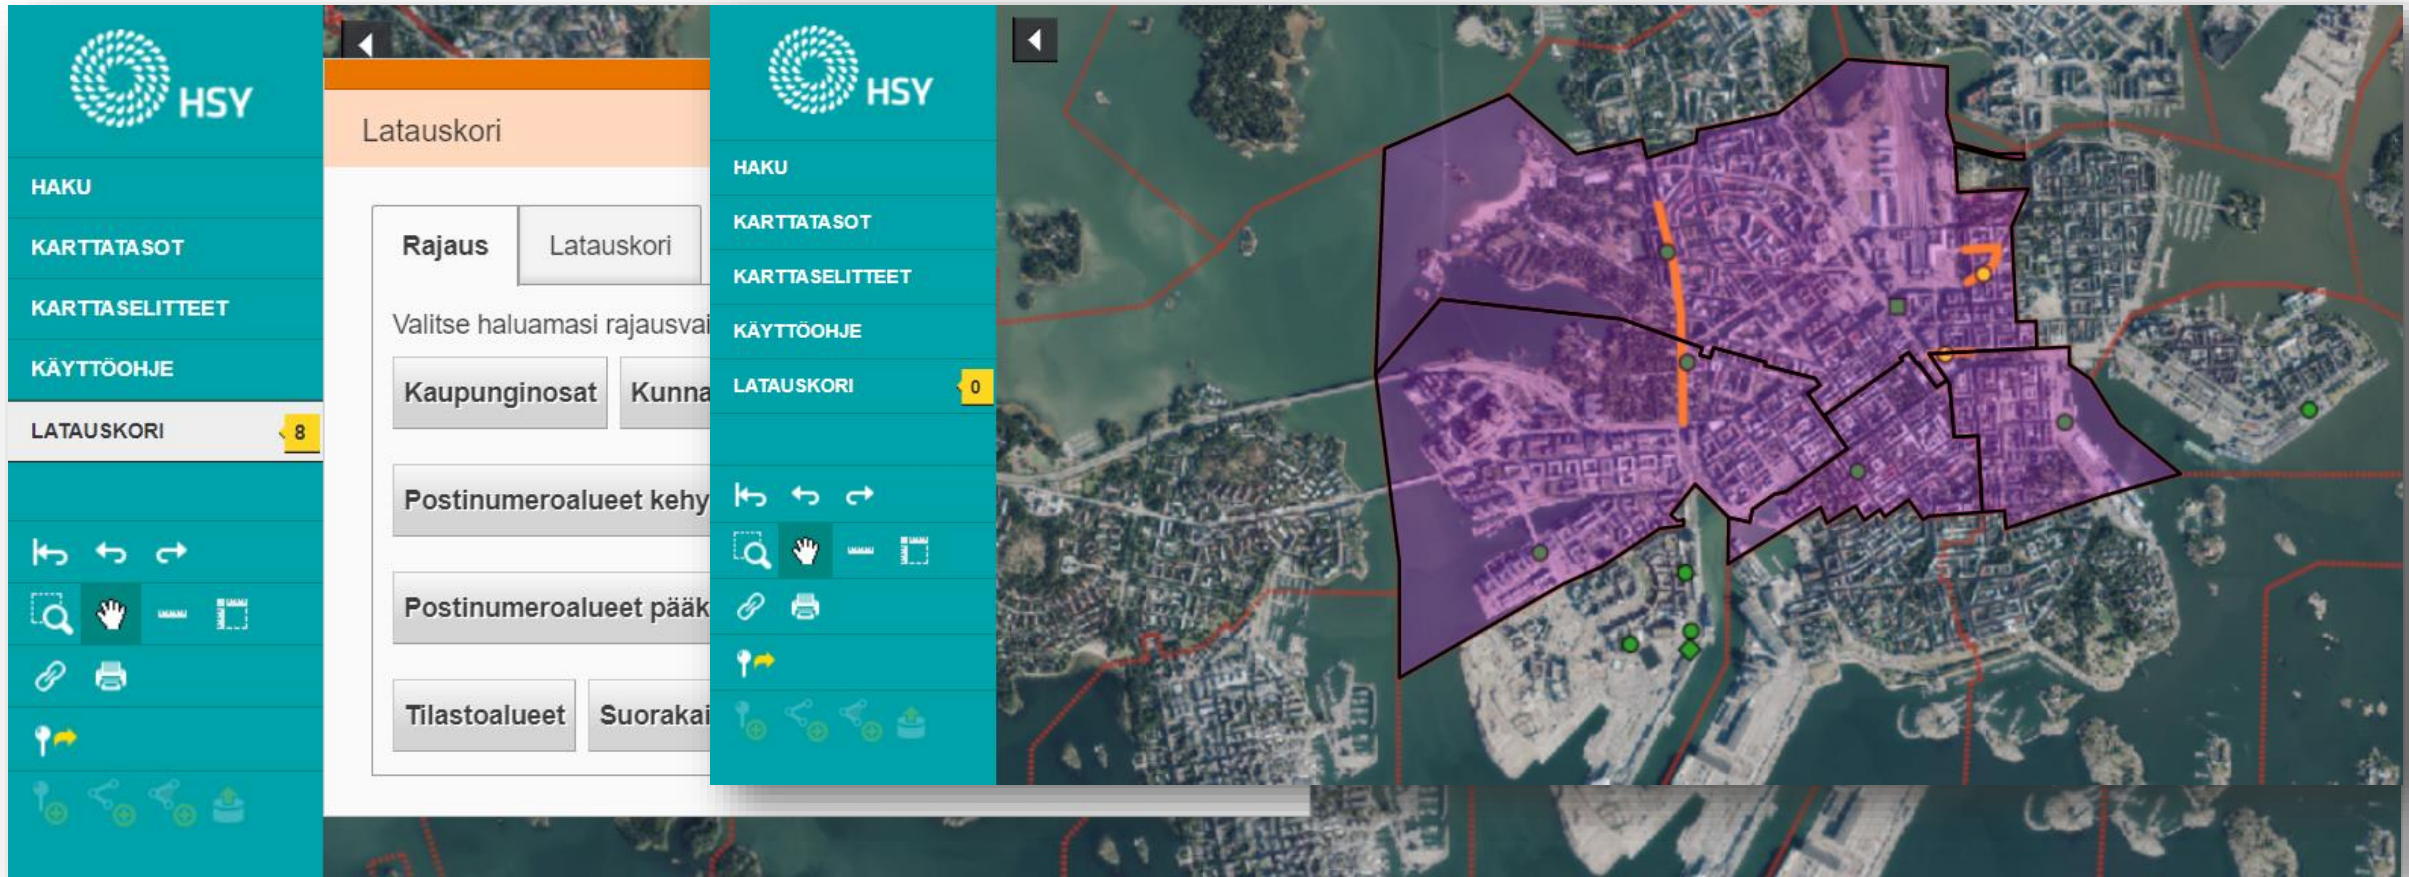 HSY
HAKU
KARTTATASOT
KARTTASELITTEET
KÄYTTÖOHJE
LATAUSKORI 8
Latauskori
Rajaus Latauskori
Valitse haluamasi rajausvai
Kaupunginosat Kunna
Postinumeroalueet kehy
Postinumeroalueet pääk
Tilastoalueet Suorakai
HSY
HAKU
KARTTATASOT
KARTTASELITTEET
KÄYTTÖOHJE
LATAUSKORI 0